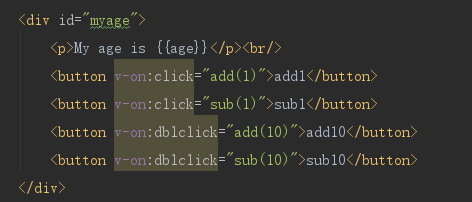 <div id="myage">
<p>My age is {{age}}</p><br/>
<button v-on:click="add(1)">add1</button>
<button v-on:click="sub(1)">sub1</button>
<button v-on:dblclick="add(10)">add10</button>
<button v-on:dblclick="sub(10)">sub10</button>
</div>